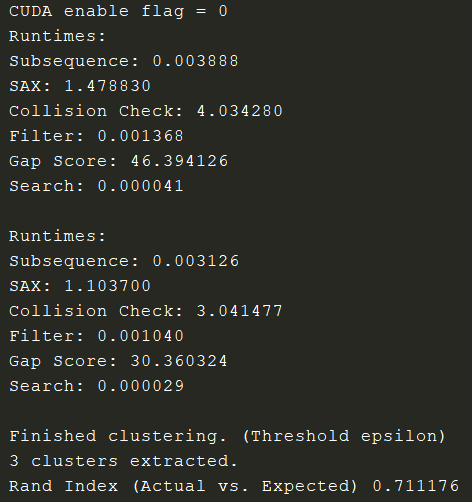 CUDA enable flag = 0
Runtimes:
Subsequence: 0.003888
SAX: 1.478830
Collision Check: 4.034280
Filter: 0.001368
Gap Score: 46.394126
Search: 0.000041
Runtimes:
Subsequence: 0.003126
SAX: 1.103700
Collision Check: 3.041477
Filter: 0.001040
Gap Score: 30.360324
Search: 0.000029
Finished clustering. (Threshold epsilon)
3 clusters extracted.
Rand Index (Actual vs. Expected) 0.711176